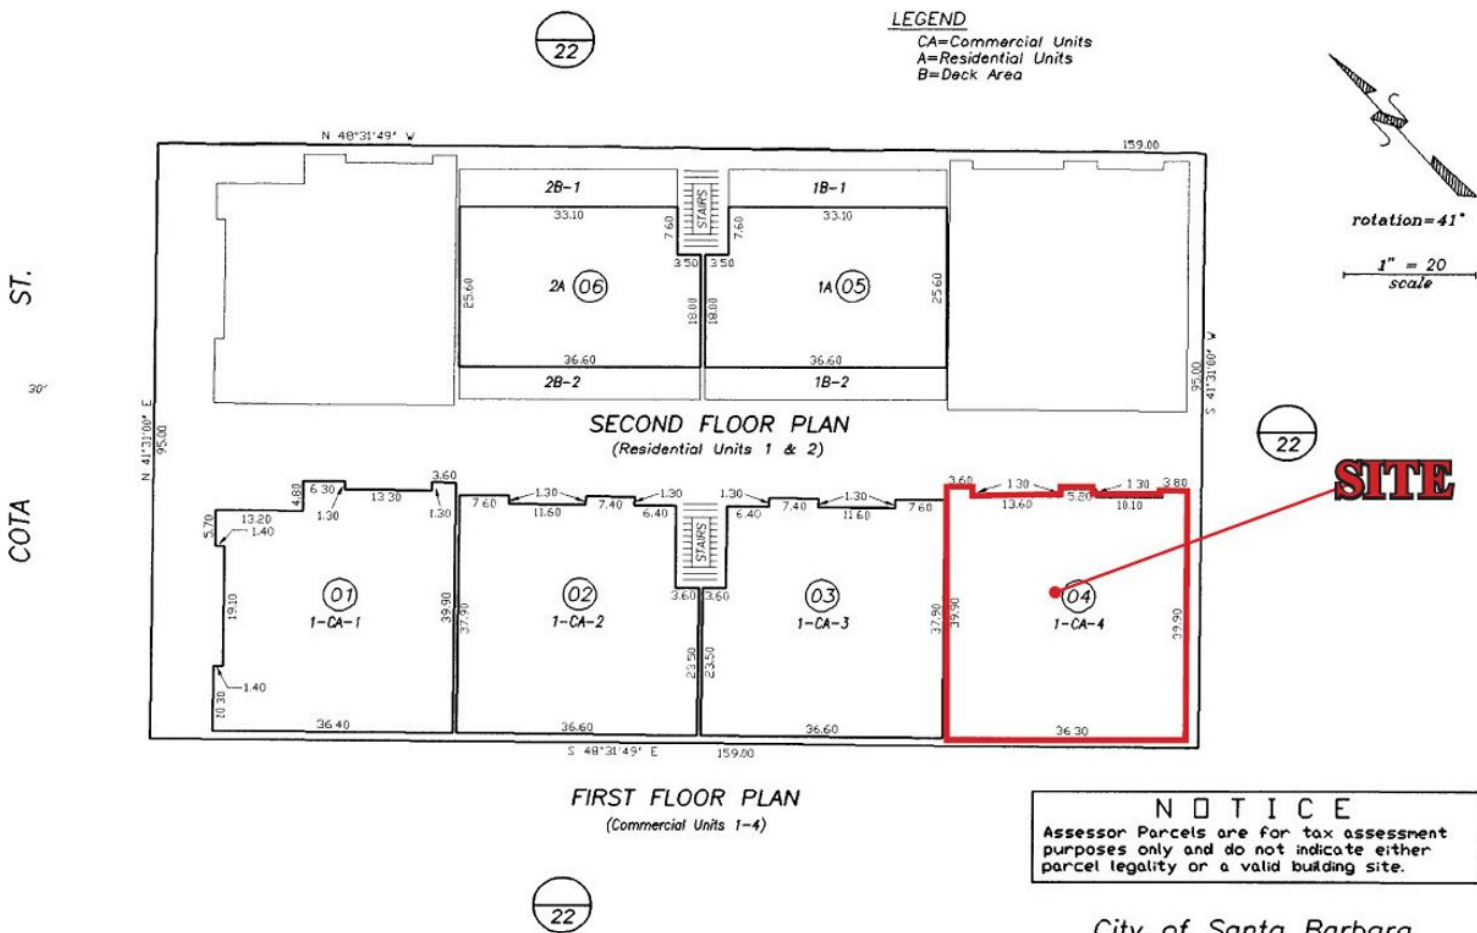 22
LEGEND
CA=Commercial Units
A=Residential Units
B=Deck Area
N 48°31'49" W
159.00
2B-1
1B-1
33.10
33.10
STAIRS
7.60
7.60
3.50
3.50
rotation=41°
1" = 20
scale
COTA ST.
30'
25.60
2A
06
18.00
18.00
1A
05
25.60
36.60
36.60
2B-2
1B-2
N 41°31'00" E
95.00
95.00
S 41°31'00" W
SECOND FLOOR PLAN
(Residential Units 1 & 2)
22
SITE
4.80
6.30
1.30
13.30
3.60
1.30
5.70
13.20
1.40
7.60
1.30
11.60
7.40
1.30
6.40
STAIRS
1.30
6.40
7.40
1.30
11.60
7.60
3.60
1.30
13.60
5.20
1.30
10.10
3.80
19.10
01
1-CA-1
39.90
37.90
02
1-CA-2
3.60
3.60
03
1-CA-3
37.90
39.90
04
1-CA-4
39.90
1.40
10.30
23.50
23.50
36.40
36.60
36.60
36.30
S 48°31'49" E
159.00
FIRST FLOOR PLAN
(Commercial Units 1-4)
NOTICE
Assessor Parcels are for tax assessment
purposes only and do not indicate either
parcel legality or a valid building site.
22
City of Santa Barbara